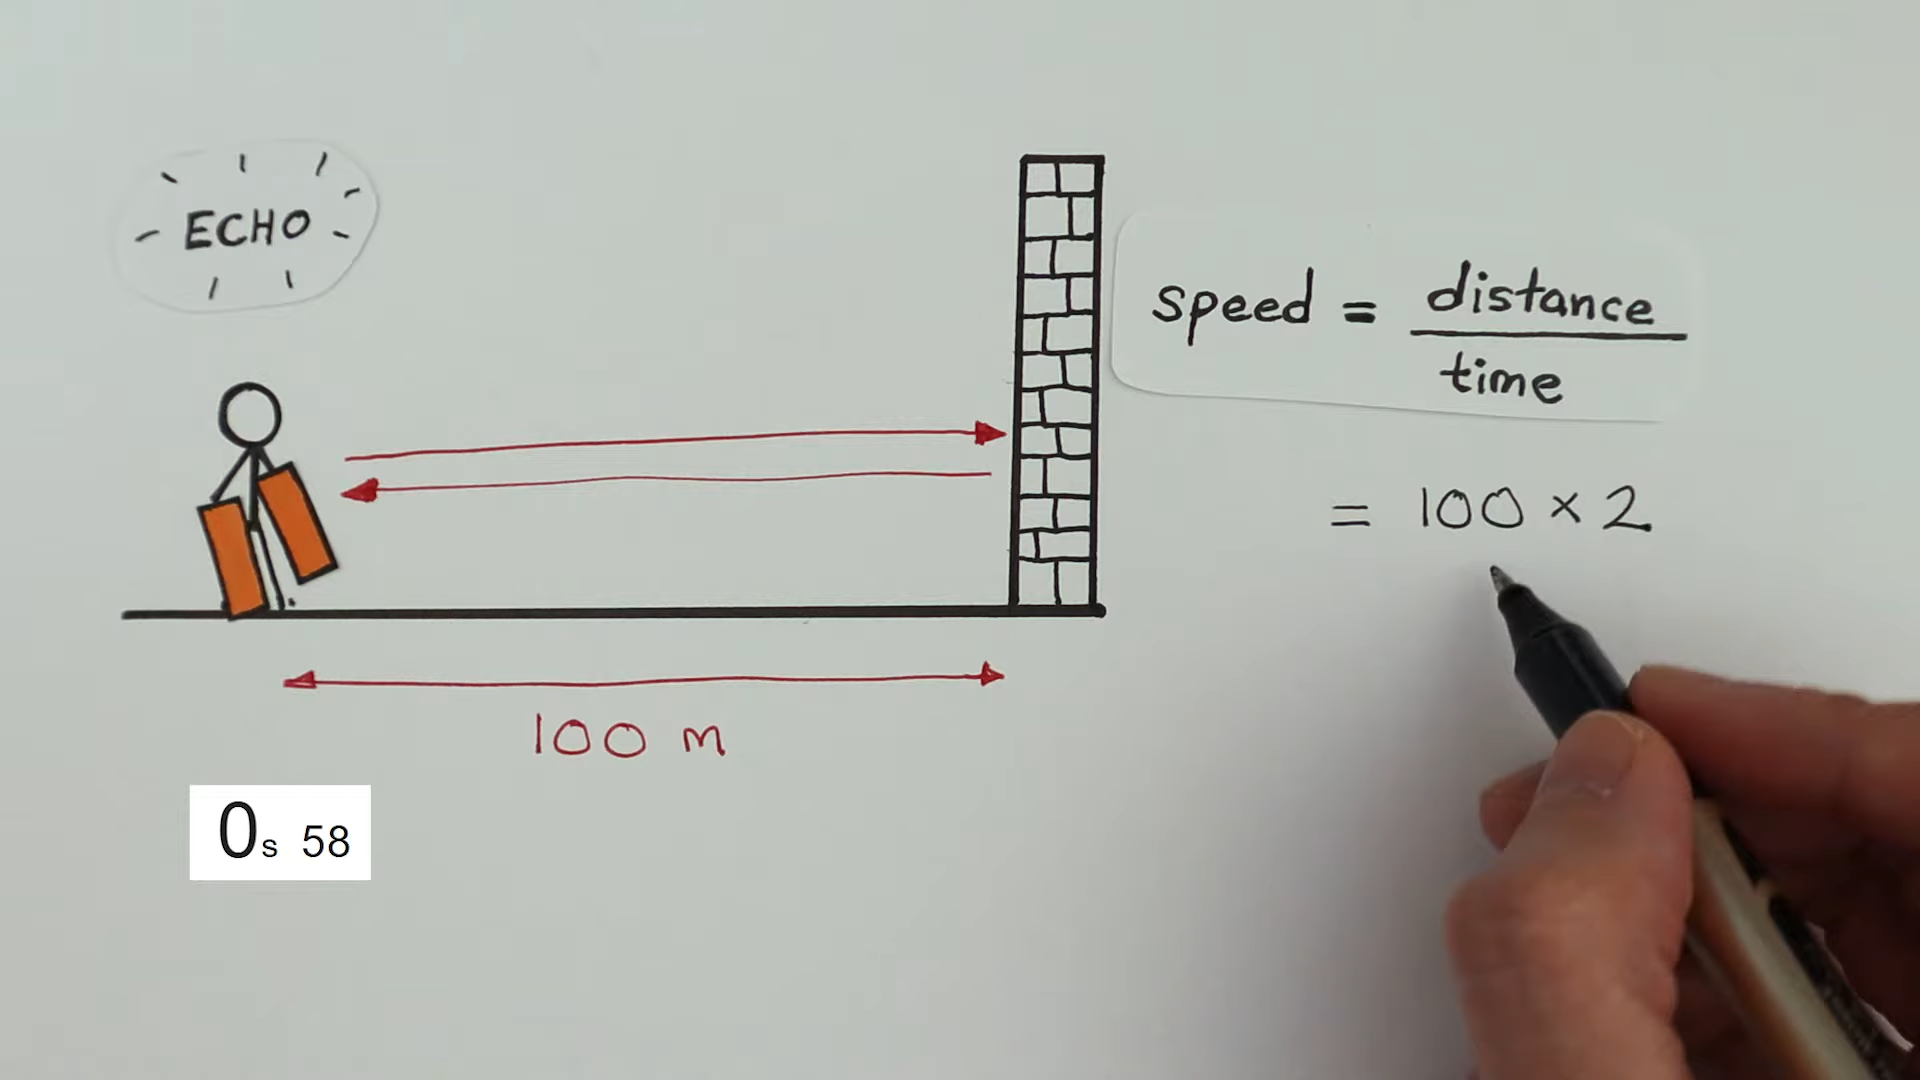 ECHO
speed = distance
time
= 100 × 2
100 m
0s 58